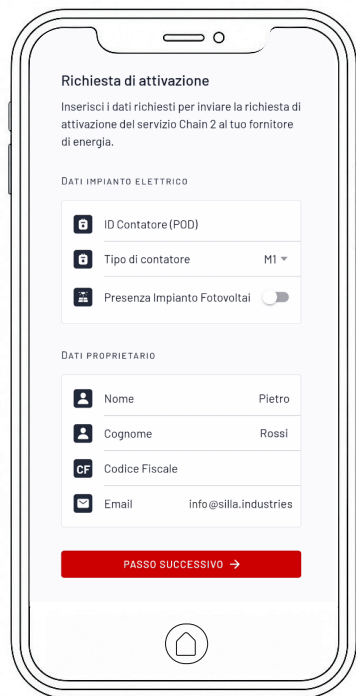 Richiesta di attivazione
Inserisci i dati richiesti per inviare la richiesta di
attivazione del servizio Chain 2 al tuo fornitore
di energia.
DATI IMPIANTO ELETTRICO
ID Contatore (POD)
Tipo di contatore M1
Presenza Impianto Fotovoltai
DATI PROPRIETARIO
Nome Pietro
Cognome Rossi
CF Codice Fiscale
Email info@silla.industries
PASSO SUCCESSIVO →